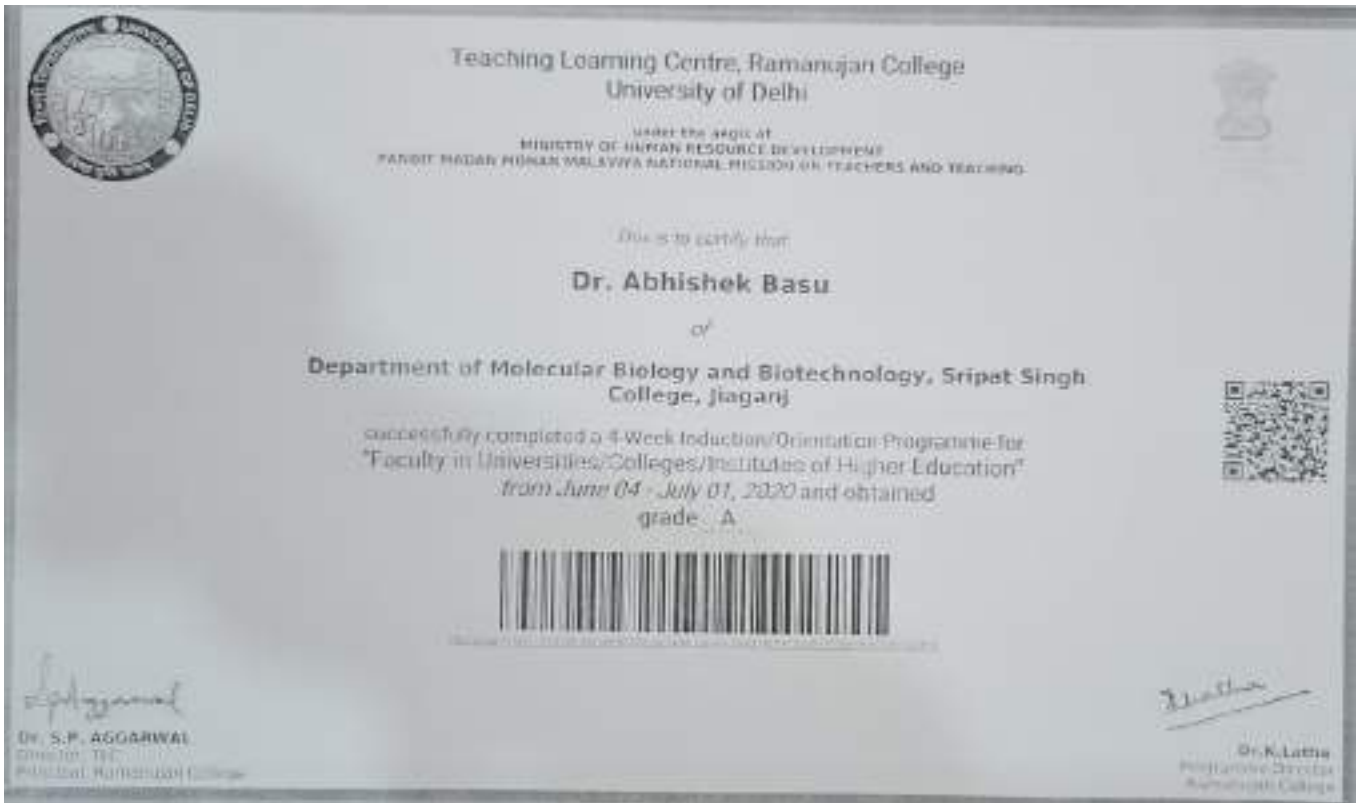 UNIVERSITY OF DELHI
Teaching Learning Centre, Ramanujan College
University of Delhi
under the aegis of
MINISTRY OF HUMAN RESOURCE DEVELOPMENT
PANDIT MADAN MOHAN MALAVIYA NATIONAL MISSION ON TEACHERS AND TEACHING
This is to certify that
Dr. Abhishek Basu
of
Department of Molecular Biology and Biotechnology, Sripat Singh
College, Jiaganj
successfully completed a 4-Week Induction/Orientation Programme for
"Faculty in Universities/Colleges/Institutes of Higher Education"
from June 04 - July 01, 2020 and obtained
grade A
Dr. S.P. AGGARWAL
Director, TLC
Principal, Ramanujan College
Dr.K.Latha
Programme Director
Ramanujan College